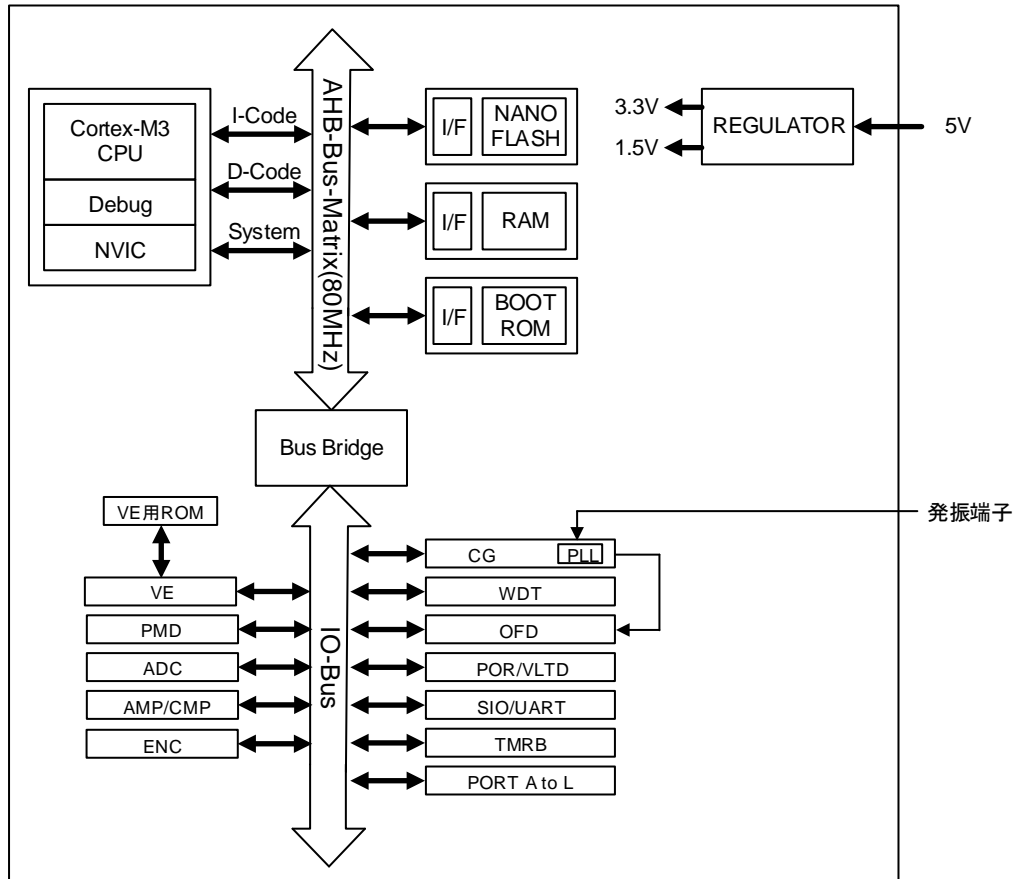 Cortex-M3
CPU
Debug
NVIC
I-Code
D-Code
System
AHB-Bus-Matrix(80MHz)
I/F
NANO
FLASH
I/F
RAM
I/F
BOOT
ROM
3.3V
1.5V
REGULATOR
5V
Bus Bridge
VE用ROM
VE
PMD
ADC
AMP/CMP
ENC
IO-Bus
CG
PLL
WDT
OFD
POR/VLTD
SIO/UART
TMRB
PORT A to L
発振端子